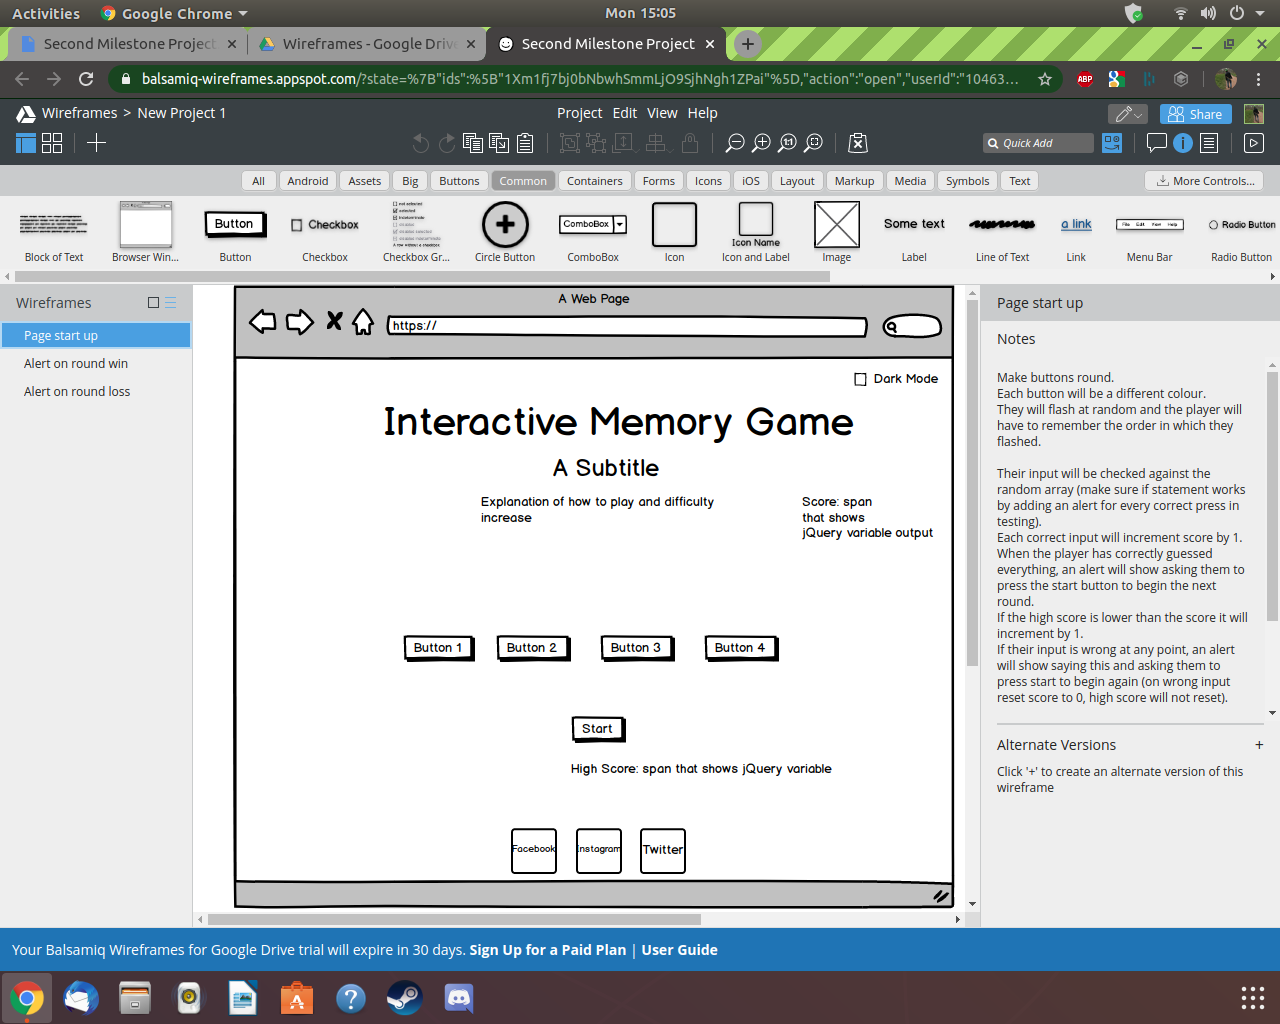 Activities
Google Chrome
Mon 15:05
Second Milestone Project
Wireframes - Google Drive
Second Milestone Project
balsamiq-wireframes.appspot.com/?state=%7B"ids":%5B"1Xm1fj7bj0bNbwhSmmLjO9SjhNgh1ZPai"%5D,"action":"open","userId":"10463...
ABP
Wireframes > New Project 1
Project Edit View Help
Share
Quick Add
All Android Assets Big Buttons Common Containers Forms Icons iOS Layout Markup Media Symbols Text
More Controls...
Button
Checkbox
ComboBox
Icon Name
Some text
a link
File Edit View Help
Radio Button
Block of Text
Browser Win...
Button
Checkbox
Checkbox Gr...
Circle Button
ComboBox
Icon
Icon and Label
Image
Label
Line of Text
Link
Menu Bar
Radio Button
Wireframes
Page start up
Alert on round win
Alert on round loss
A Web Page
https://
Dark Mode
Interactive Memory Game
A Subtitle
Explanation of how to play and difficulty
increase
Score: span
that shows
jQuery variable output
Button 1
Button 2
Button 3
Button 4
Start
High Score: span that shows jQuery variable
Facebook
Instagram
Twitter
Page start up
Notes
Make buttons round.
Each button will be a different colour.
They will flash at random and the player will
have to remember the order in which they
flashed.
Their input will be checked against the
random array (make sure if statement works
by adding an alert for every correct press in
testing).
Each correct input will increment score by 1.
When the player has correctly guessed
everything, an alert will show asking them to
press the start button to begin the next
round.
If the high score is lower than the score it will
increment by 1.
If their input is wrong at any point, an alert
will show saying this and asking them to
press start to begin again (on wrong input
reset score to 0, high score will not reset).
Alternate Versions +
Click '+' to create an alternate version of this
wireframe
Your Balsamiq Wireframes for Google Drive trial will expire in 30 days. Sign Up for a Paid Plan | User Guide